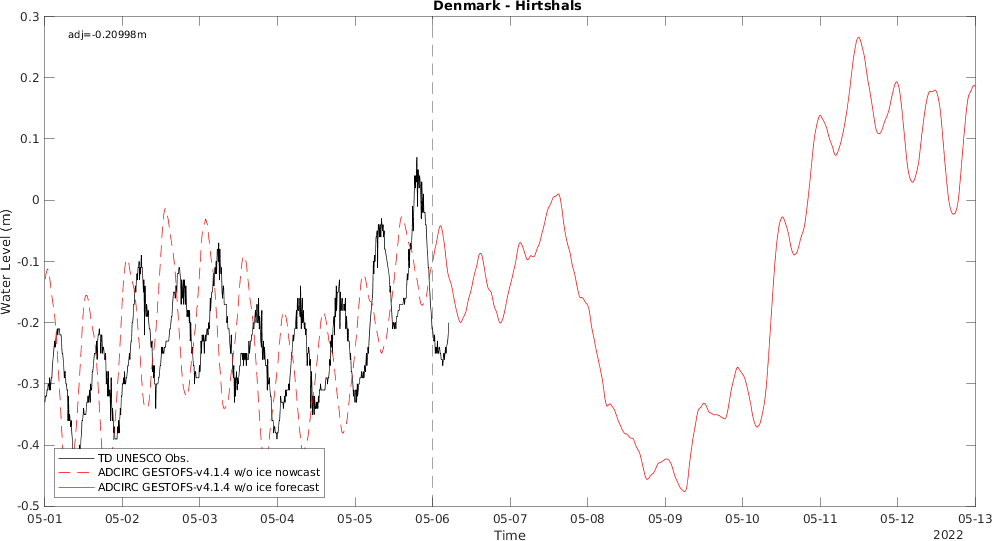 Denmark - Hirtshals
adj=-0.20998m
0.3
0.2
0.1
0
-0.1
-0.2
-0.3
-0.4
-0.5
Water Level (m)
TD UNESCO Obs.
ADCIRC GESTOFS-v4.1.4 w/o ice nowcast
ADCIRC GESTOFS-v4.1.4 w/o ice forecast
05-01 05-02 05-03 05-04 05-05 05-06 05-07 05-08 05-09 05-10 05-11 05-12 05-13
Time
2022